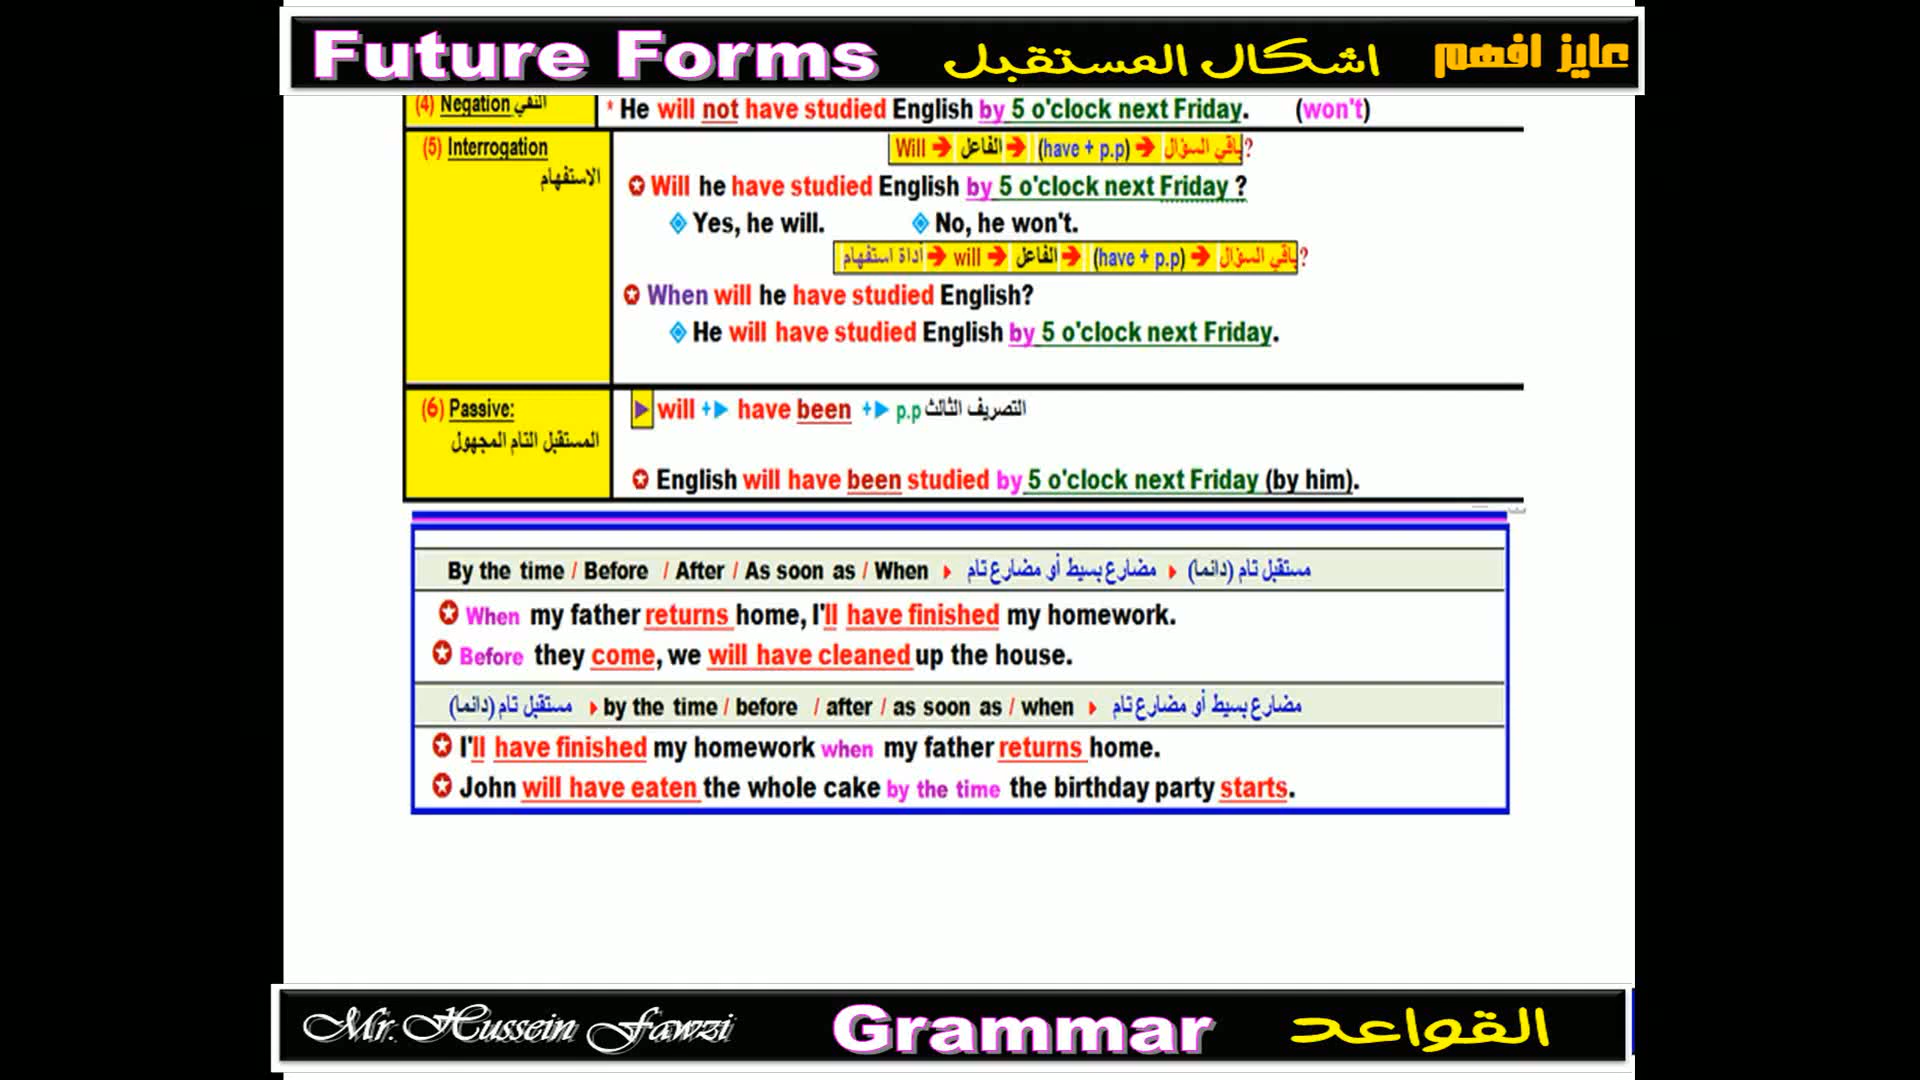 Future Forms اشكال المستقبل عايز افهم
(4) Negation النفي * He will not have studied English by 5 o'clock next Friday. (won't)
(5) Interrogation
الاستفهام
Will الفاعل (have + p.p) باقي السؤال?
Will he have studied English by 5 o'clock next Friday ?
Yes, he will. No, he won't.
أداة استفهام will الفاعل (have + p.p) باقي السؤال?
When will he have studied English?
He will have studied English by 5 o'clock next Friday.
(6) Passive:
المستقبل التام المجهول
will + have been + p.p التصريف الثالث
English will have been studied by 5 o'clock next Friday (by him).
By the time / Before / After / As soon as / When مضارع بسيط أو مضارع تام مستقبل تام (دائما)
When my father returns home, I'll have finished my homework.
Before they come, we will have cleaned up the house.
مستقبل تام (دائما) by the time / before / after / as soon as / when مضارع بسيط أو مضارع تام
I'll have finished my homework when my father returns home.
John will have eaten the whole cake by the time the birthday party starts.
Mr. Hussein Fawzi Grammar القواعد